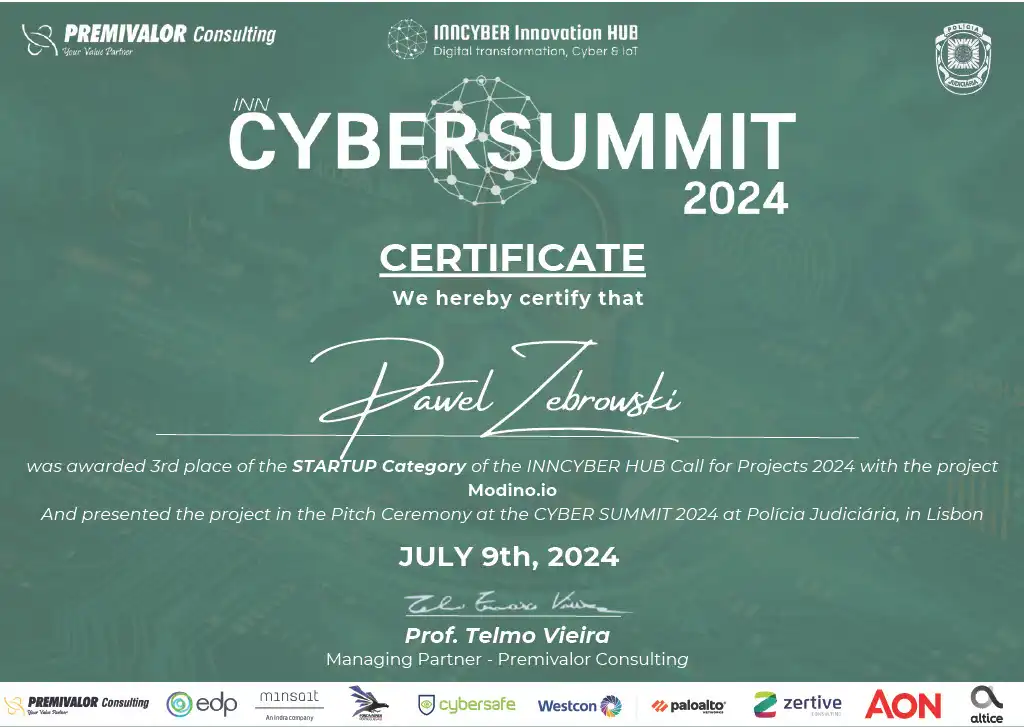 PREMIVALOR Consulting
Your Value Partner
INNCYBER Innovation HUB
Digital transformation, Cyber & IoT
POLÍCIA
JUDICIÁRIA
INN
CYBERSUMMIT
2024
CERTIFICATE
We hereby certify that
Pawel Zebrowski
was awarded 3rd place of the STARTUP Category of the INNCYBER HUB Call for Projects 2024 with the project
Modino.io
And presented the project in the Pitch Ceremony at the CYBER SUMMIT 2024 at Polícia Judiciária, in Lisbon
JULY 9th, 2024
Prof. Telmo Vieira
Managing Partner - Premivalor Consulting
PREMIVALOR Consulting
Your Value Partner
edp
minsait
An Indra company
cybersafe
Westcon
paloalto
NETWORKS
zertive
CONSULTING
AON
altice